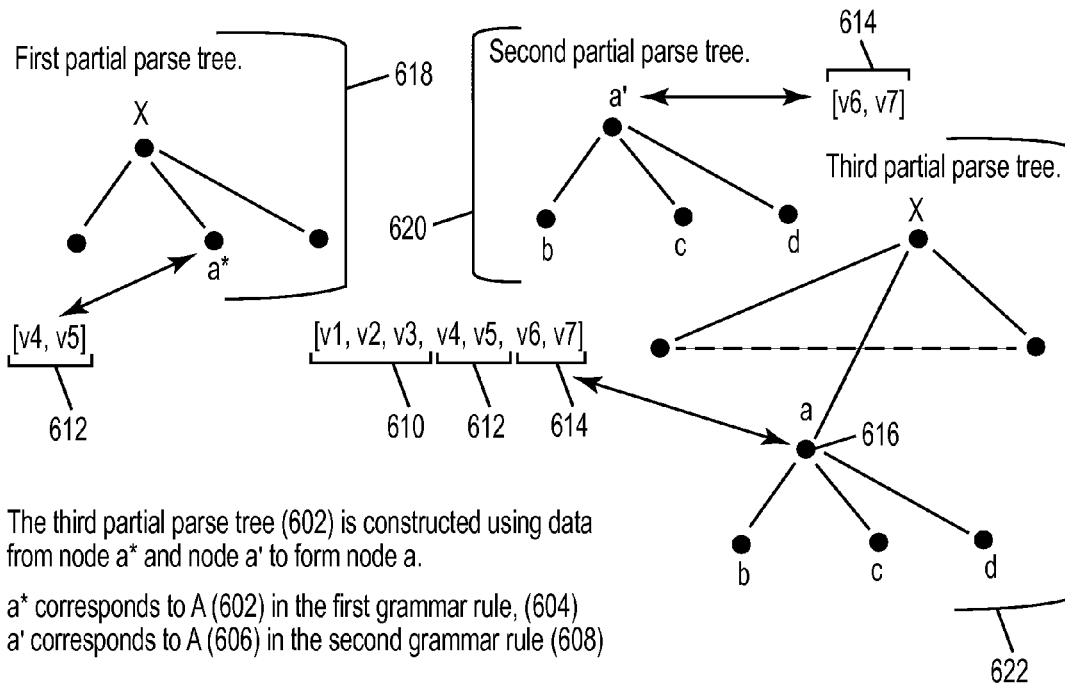 614
First partial parse tree.
618
Second partial parse tree.
a'
[v6, v7]
X
Third partial parse tree.
X
620
b
c
d
a*
[v4, v5]
[v1, v2, v3, v4, v5, v6, v7]
612
610
612
614
a
616
The third partial parse tree (602) is constructed using data
from node a* and node a' to form node a.
b
c
d
a* corresponds to A (602) in the first grammar rule, (604)
a' corresponds to A (606) in the second grammar rule (608)
622